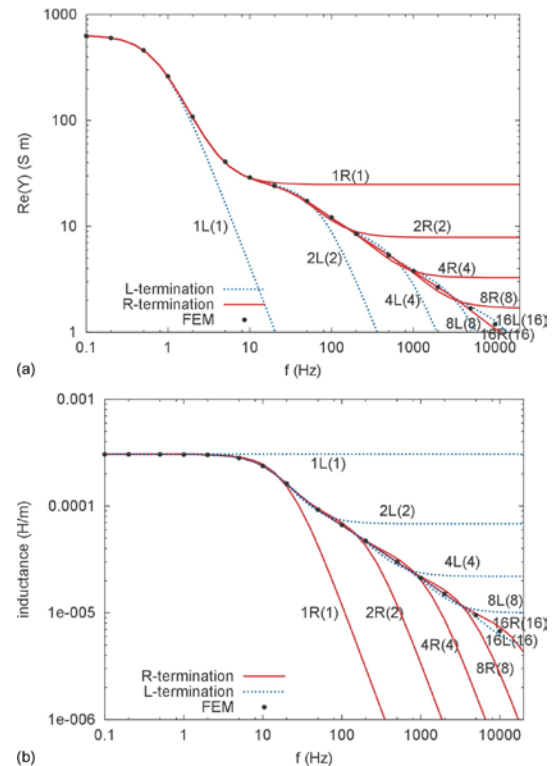 1000
100
10
1
Re(Y) (S m)
1R(1)
2R(2)
4R(4)
8R(8)
16L(16)
16R(16)
1L(1)
2L(2)
4L(4)
8L(8)
L-termination
R-termination
FEM
0.1 1 10 100 1000 10000
f (Hz)
(a)
0.001
0.0001
1e-005
1e-006
inductance (H/m)
1L(1)
2L(2)
4L(4)
8L(8)
16R(16)
16L(16)
1R(1)
2R(2)
4R(4)
8R(8)
R-termination
L-termination
FEM
0.1 1 10 100 1000 10000
f (Hz)
(b)